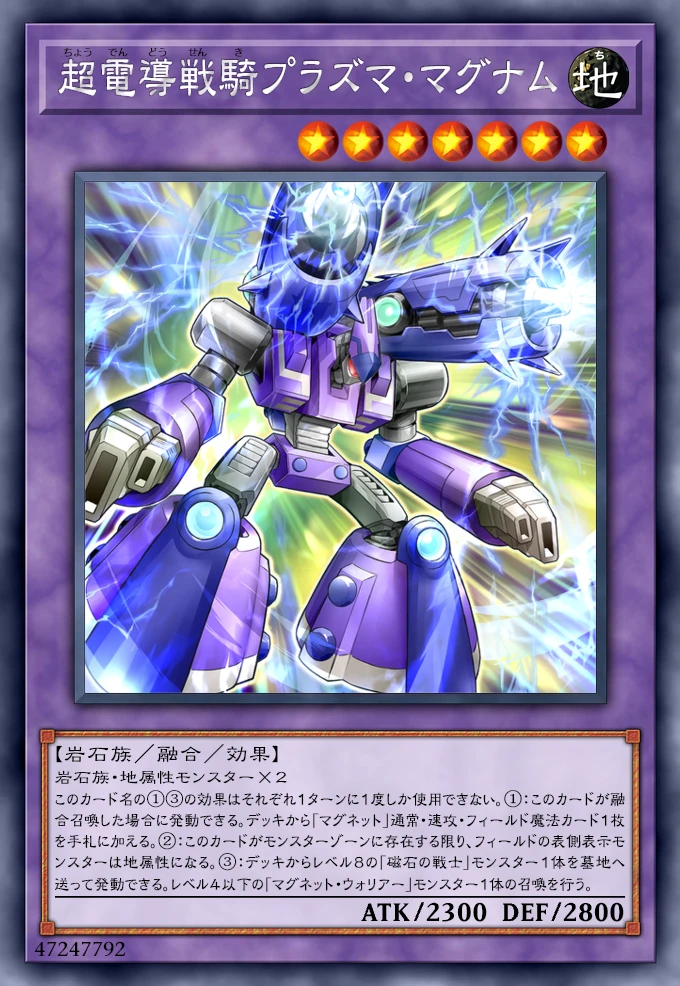 ちょうでんどうせんき
超電導戦騎プラズマ・マグナム
ち
地
【岩石族／融合／効果】
岩石族・地属性モンスター×2
このカード名の①③の効果はそれぞれ1ターンに1度しか使用できない。①：このカードが融
合召喚した場合に発動できる。デッキから「マグネット」通常・速攻・フィールド魔法カード1枚
を手札に加える。②：このカードがモンスターゾーンに存在する限り、フィールドの表側表示モ
ンスターは地属性になる。③：デッキからレベル8の「磁石の戦士」モンスター1体を墓地へ
送って発動できる。レベル4以下の「マグネット・ウォリアー」モンスター1体の召喚を行う。
ATK/2300 DEF/2800
47247792